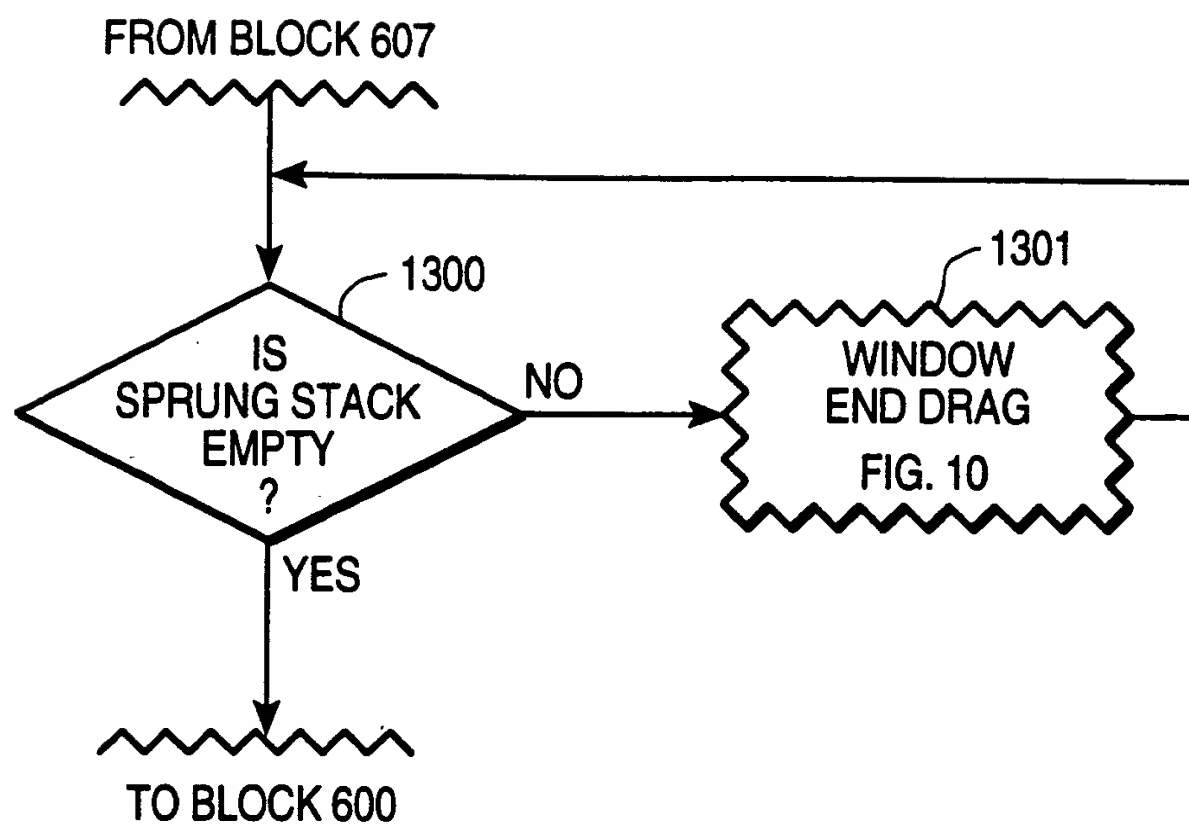 FROM BLOCK 607
1300
1301
IS
SPRUNG STACK
EMPTY
?
NO
WINDOW
END DRAG
FIG. 10
YES
TO BLOCK 600